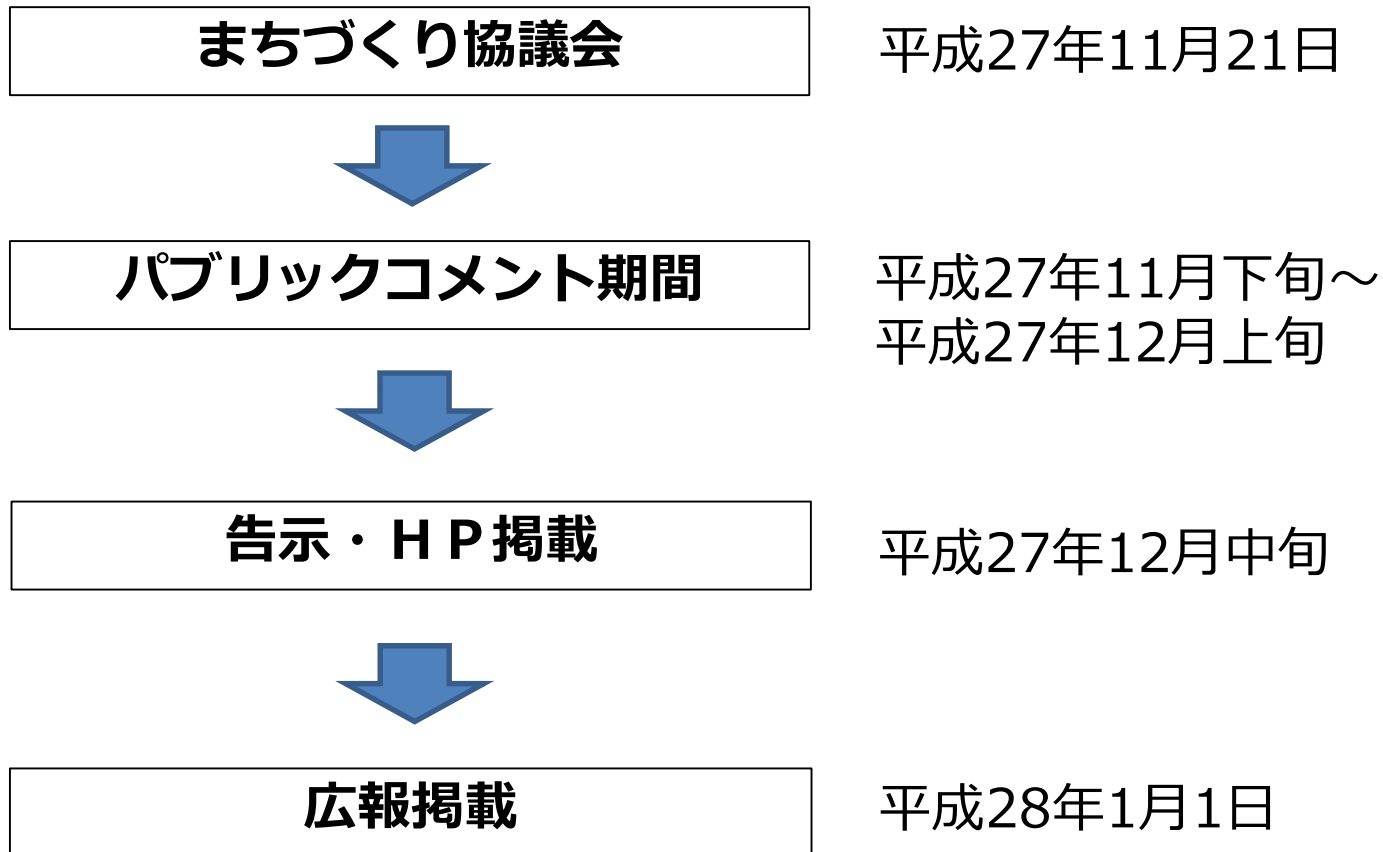 まちづくり協議会
平成27年11月21日
パブリックコメント期間
平成27年11月下旬～
平成27年12月上旬
告示・ＨＰ掲載
平成27年12月中旬
広報掲載
平成28年1月1日